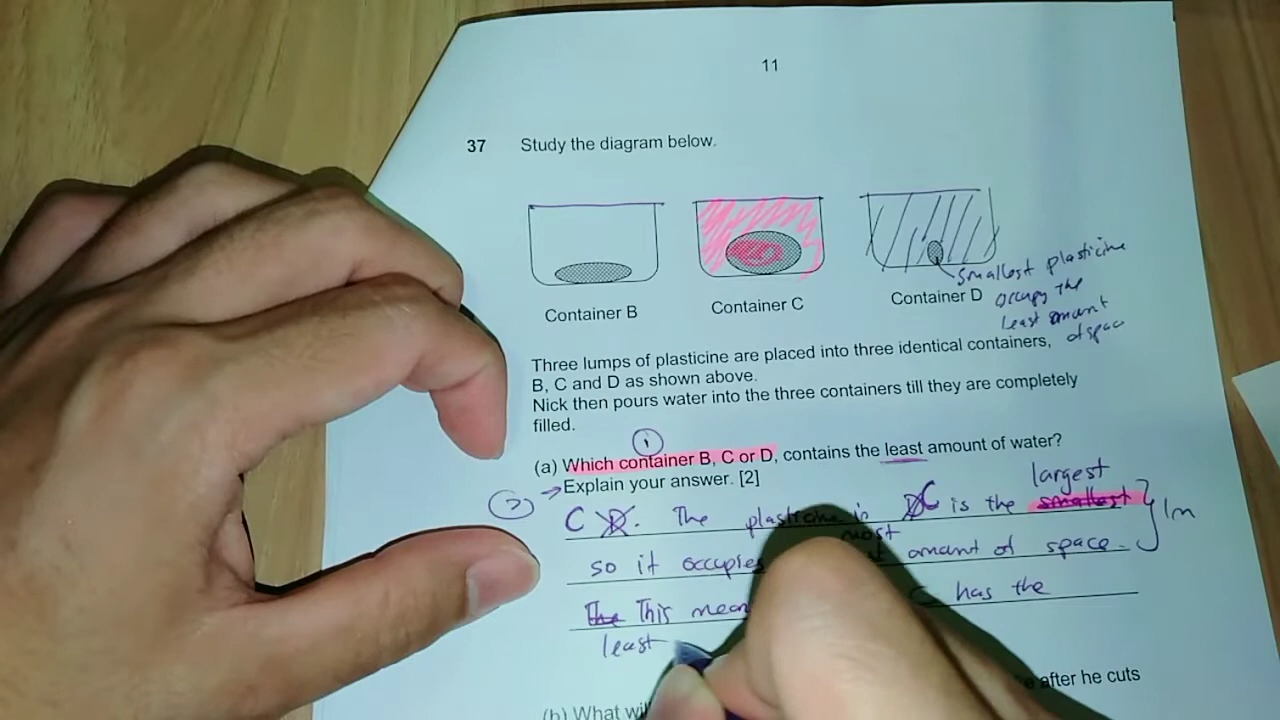 11
37 Study the diagram below.
Container B
Container C
Container D
smallest plasticine
occupy the
least amount
of spac
Three lumps of plasticine are placed into three identical containers,
B, C and D as shown above.
Nick then pours water into the three containers till they are completely
filled.
1
(a) Which container B, C or D, contains the least amount of water?
2 → Explain your answer. [2]
largest
C D. The plasticine in D C is the smallest } 1m
most
so it occupies amount of space.
The This mean C has the
least
after he cuts
(b) What wil